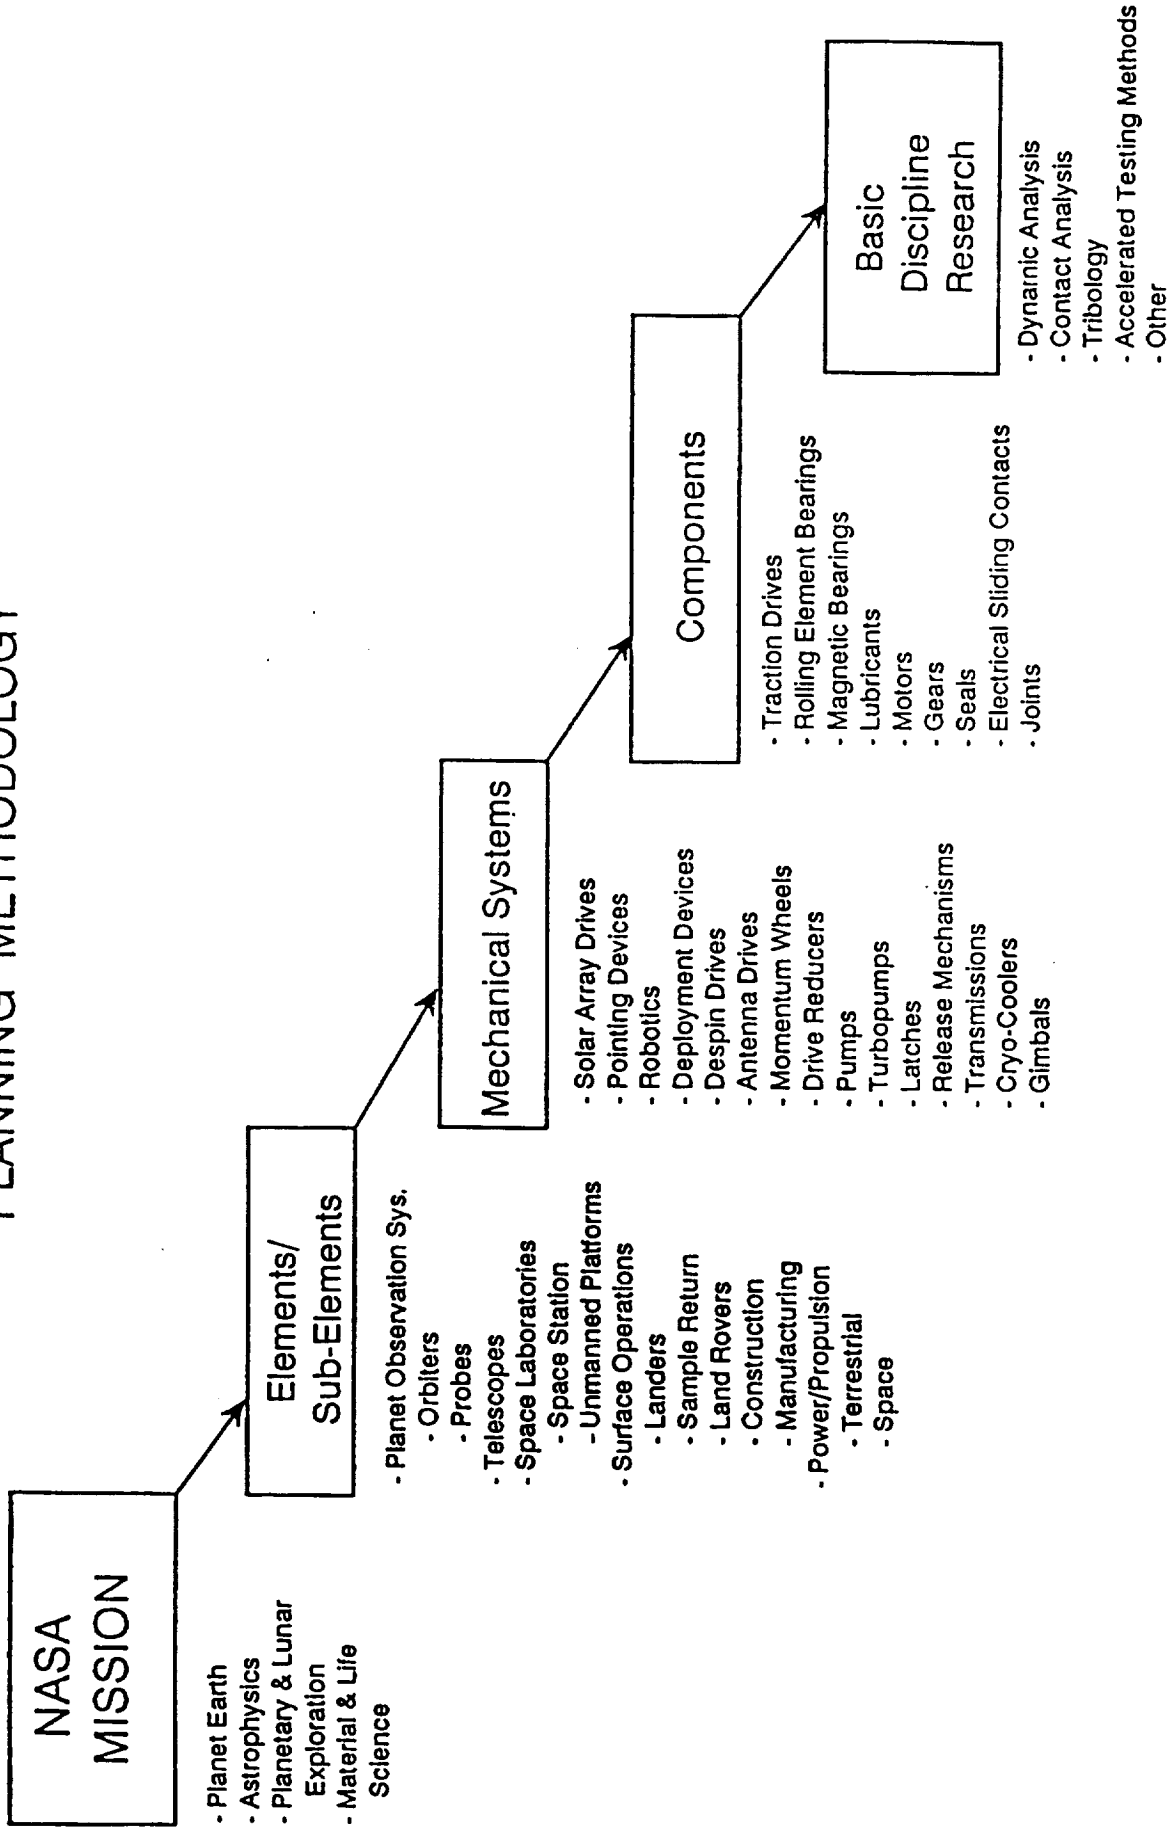 PLANNING METHODOLOGY
NASA
MISSION
- Planet Earth
- Astrophysics
- Planetary & Lunar
Exploration
- Material & Life
Science
Elements/
Sub-Elements
- Planet Observation Sys.
- Orbiters
- Probes
- Telescopes
- Space Laboratories
- Space Station
- Unmanned Platforms
- Surface Operations
- Landers
- Sample Return
- Land Rovers
- Construction
- Manufacturing
- Power/Propulsion
- Terrestrial
- Space
Mechanical Systems
- Solar Array Drives
- Pointing Devices
- Robotics
- Deployment Devices
- Despin Drives
- Antenna Drives
- Momentum Wheels
- Drive Reducers
- Pumps
- Turbopumps
- Latches
- Release Mechanisms
- Transmissions
- Cryo-Coolers
- Gimbals
Components
- Traction Drives
- Rolling Element Bearings
- Magnetic Bearings
- Lubricants
- Motors
- Gears
- Seals
- Electrical Sliding Contacts
- Joints
Basic
Discipline
Research
- Dynamic Analysis
- Contact Analysis
- Tribology
- Accelerated Testing Methods
- Other